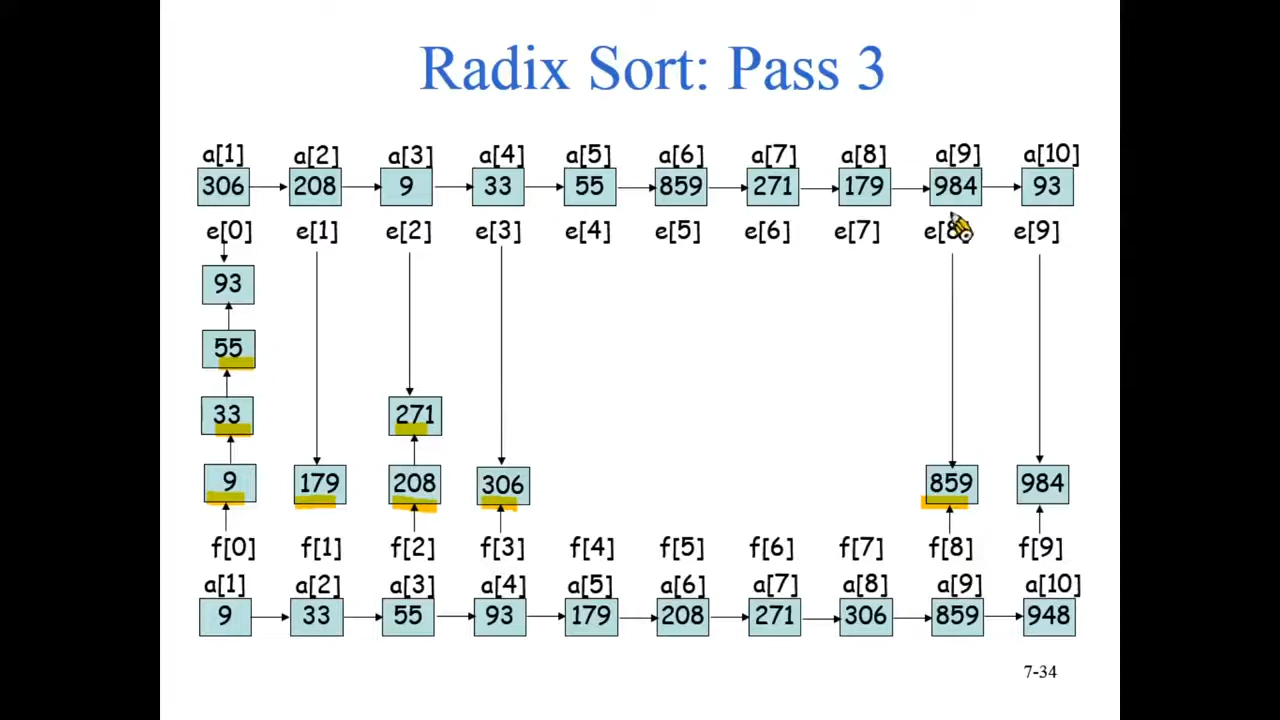 Radix Sort: Pass 3
a[1] a[2] a[3] a[4] a[5] a[6] a[7] a[8] a[9] a[10]
306 208 9 33 55 859 271 179 984 93
e[0] e[1] e[2] e[3] e[4] e[5] e[6] e[7] e[8] e[9]
93
55
33 271
9 179 208 306 859 984
f[0] f[1] f[2] f[3] f[4] f[5] f[6] f[7] f[8] f[9]
a[1] a[2] a[3] a[4] a[5] a[6] a[7] a[8] a[9] a[10]
9 33 55 93 179 208 271 306 859 948
7-34